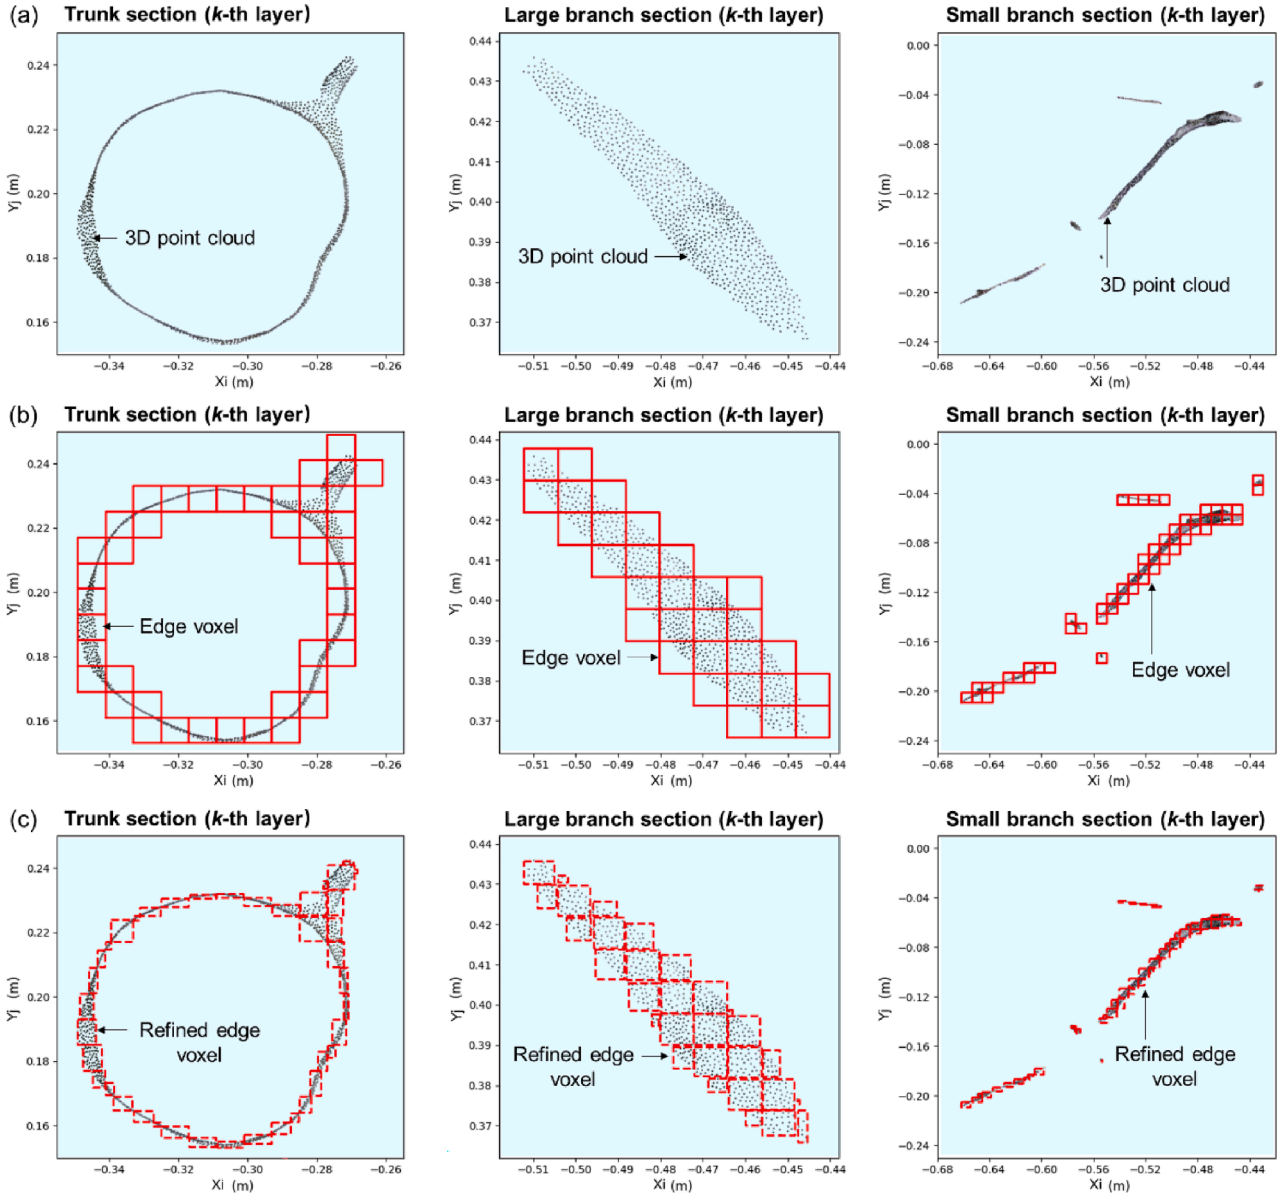 (a) Trunk section (k-th layer) Large branch section (k-th layer) Small branch section (k-th layer)
0.24
0.22
0.20
0.18
0.16
Yj (m)
3D point cloud
−0.34 −0.32 −0.30 −0.28 −0.26
Xi (m)
0.44
0.43
0.42
0.41
0.40
0.39
0.38
0.37
Yj (m)
3D point cloud
−0.51 −0.50 −0.49 −0.48 −0.47 −0.46 −0.45 −0.44
Xi (m)
0.00
−0.04
−0.08
−0.12
−0.16
−0.20
−0.24
Yj (m)
3D point cloud
−0.68 −0.64 −0.60 −0.56 −0.52 −0.48 −0.44
Xi (m)
(b) Trunk section (k-th layer) Large branch section (k-th layer) Small branch section (k-th layer)
0.24
0.22
0.20
0.18
0.16
Yj (m)
Edge voxel
−0.34 −0.32 −0.30 −0.28 −0.26
Xi (m)
0.44
0.43
0.42
0.41
0.40
0.39
0.38
0.37
Yj (m)
Edge voxel
−0.51 −0.50 −0.49 −0.48 −0.47 −0.46 −0.45 −0.44
Xi (m)
0.00
−0.04
−0.08
−0.12
−0.16
−0.20
−0.24
Yj (m)
Edge voxel
−0.68 −0.64 −0.60 −0.56 −0.52 −0.48 −0.44
Xi (m)
(c) Trunk section (k-th layer) Large branch section (k-th layer) Small branch section (k-th layer)
0.24
0.22
0.20
0.18
0.16
Yj (m)
Refined edge
voxel
−0.34 −0.32 −0.30 −0.28 −0.26
Xi (m)
0.44
0.43
0.42
0.41
0.40
0.39
0.38
0.37
Yj (m)
Refined edge
voxel
−0.51 −0.50 −0.49 −0.48 −0.47 −0.46 −0.45 −0.44
Xi (m)
0.00
−0.04
−0.08
−0.12
−0.16
−0.20
−0.24
Yj (m)
Refined edge
voxel
−0.68 −0.64 −0.60 −0.56 −0.52 −0.48 −0.44
Xi (m)